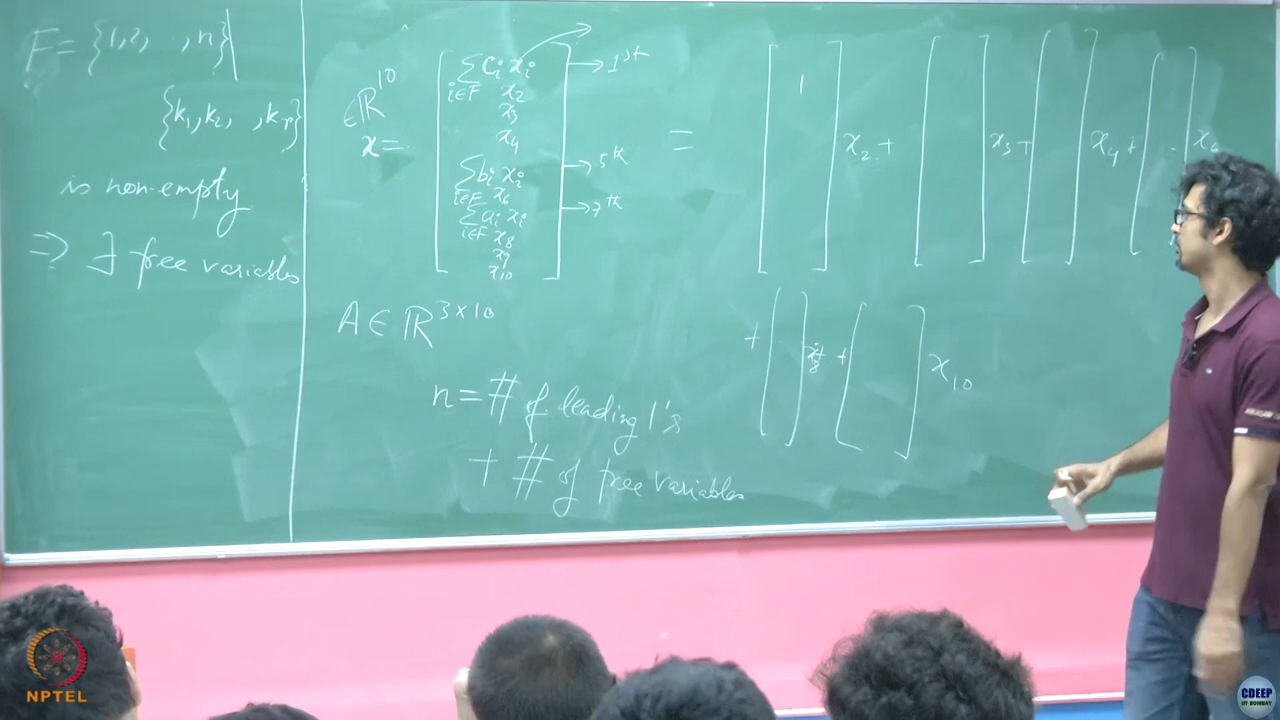 F = {1,2, ,n}
{k₁,k₂, ,kᵣ}
is non-empty
⇒ ∃ free variables
∈ℝ¹⁰
x =
∑ cᵢ xᵢ → 1st
i∈F
x₂
x₃
x₄
∑ bᵢ xᵢ → 5th
i∈F
x₆
∑ aᵢ xᵢ → 7th
i∈F
x₈
x₉
x₁₀
= [1] x₂ + [ ] x₃ + [ ] x₄ + [ ] x₆
+ [ ] x₈ + [ ] x₁₀
A ∈ ℝ³ˣ¹⁰
n = # of leading 1's
+ # of free variables
NPTEL
CDEEP
IIT BOMBAY